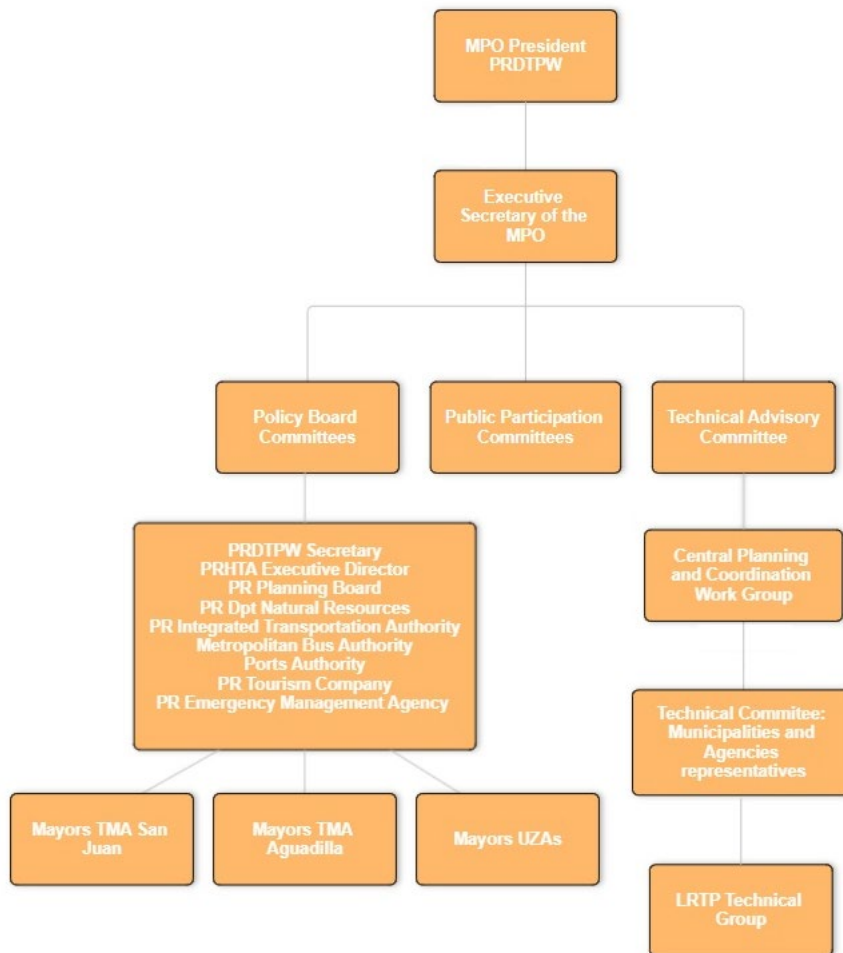 MPO President
PRDTPW
Executive
Secretary of the
MPO
Policy Board
Committees
Public Participation
Committees
Technical Advisory
Committee
PRDTPW Secretary
PRHTA Executive Director
PR Planning Board
PR Dpt Natural Resources
PR Integrated Transportation Authority
Metropolitan Bus Authority
Ports Authority
PR Tourism Company
PR Emergency Management Agency
Central Planning
and Coordination
Work Group
Technical Commitee:
Municipalities and
Agencies
representatives
Mayors TMA San
Juan
Mayors TMA
Aguadilla
Mayors UZAs
LRTP Technical
Group